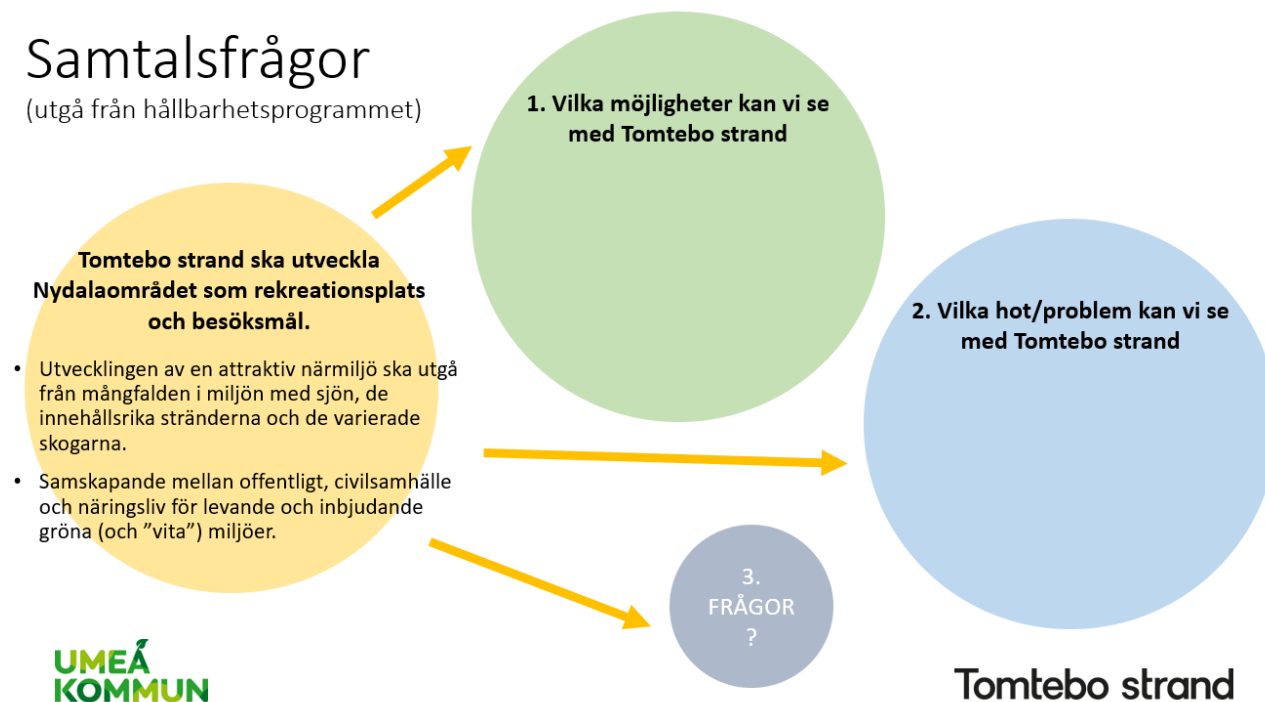 Samtalsfrågor
(utgå från hållbarhetsprogrammet)
1. Vilka möjligheter kan vi se
med Tomtebo strand
Tomtebo strand ska utveckla
Nydalaområdet som rekreationsplats
och besöksmål.
• Utvecklingen av en attraktiv närmiljö ska utgå
från mångfalden i miljön med sjön, de
innehållsrika stränderna och de varierade
skogarna.
• Samskapande mellan offentligt, civilsamhälle
och näringsliv för levande och inbjudande
gröna (och ”vita”) miljöer.
2. Vilka hot/problem kan vi se
med Tomtebo strand
3.
FRÅGOR
?
UMEÅ
KOMMUN
Tomtebo strand